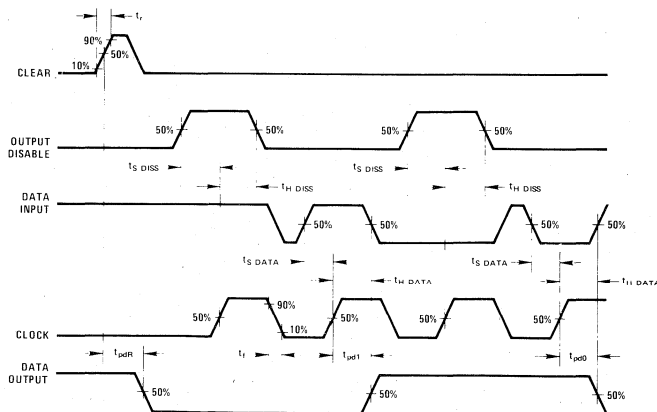 tr
90%
50%
10%
CLEAR
50%
50%
50%
50%
OUTPUT
DISABLE
tS DISS
tS DISS
tH DISS
tH DISS
DATA
INPUT
50%
50%
50%
50%
tS DATA
tH DATA
tS DATA
tH DATA
50%
90%
10%
50%
50%
50%
CLOCK
tpdR
tf
tpd1
tpd0
DATA
OUTPUT
50%
50%
50%